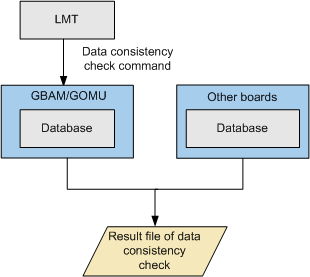 LMT
Data consistency
check command
GBAM/GOMU
Database
Other boards
Database
Result file of data
consistency
check